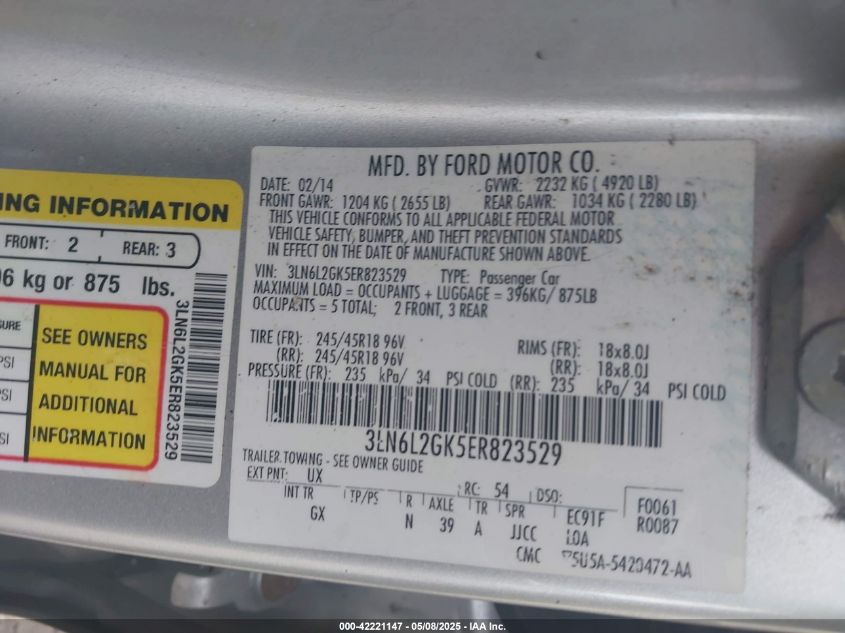 NG INFORMATION
FRONT: 2 REAR: 3
96 kg or 875 lbs.
SURE
PSI
PSI
SI
SEE OWNERS
MANUAL FOR
ADDITIONAL
INFORMATION
3LN6L2GK5ER823529
MFD. BY FORD MOTOR CO.
DATE: 02/14 GVWR: 2232 KG ( 4920 LB)
FRONT GAWR: 1204 KG ( 2655 LB) REAR GAWR: 1034 KG ( 2280 LB)
THIS VEHICLE CONFORMS TO ALL APPLICABLE FEDERAL MOTOR
VEHICLE SAFETY, BUMPER, AND THEFT PREVENTION STANDARDS
IN EFFECT ON THE DATE OF MANUFACTURE SHOWN ABOVE.
VIN: 3LN6L2GK5ER823529 TYPE: Passenger Car
MAXIMUM LOAD = OCCUPANTS + LUGGAGE = 396KG/ 875LB
OCCUPANTS = 5 TOTAL; 2 FRONT, 3 REAR
TIRE (FR): 245/45R18 96V RIMS (FR): 18x8.0J
(RR): 245/45R18 96V (RR): 18x8.0J
PRESSURE (FR): 235 kPa/ 34 PSI COLD (RR): 235 kPa/ 34 PSI COLD
3LN6L2GK5ER823529
TRAILER TOWING - SEE OWNER GUIDE
EXT PNT: UX RC: 54 DSO: F0061
INT TR TP/PS R AXLE TR SPR EC91F R0087
GX N 39 A JJCC LOA
CMC 5U5A-5420472-AA
000-42221147 - 05/08/2025 - IAA Inc.